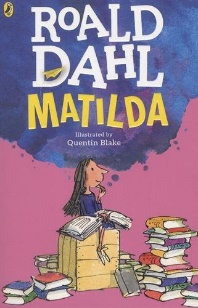 ROALD
DAHL
MATILDA
Illustrated by
Quentin Blake